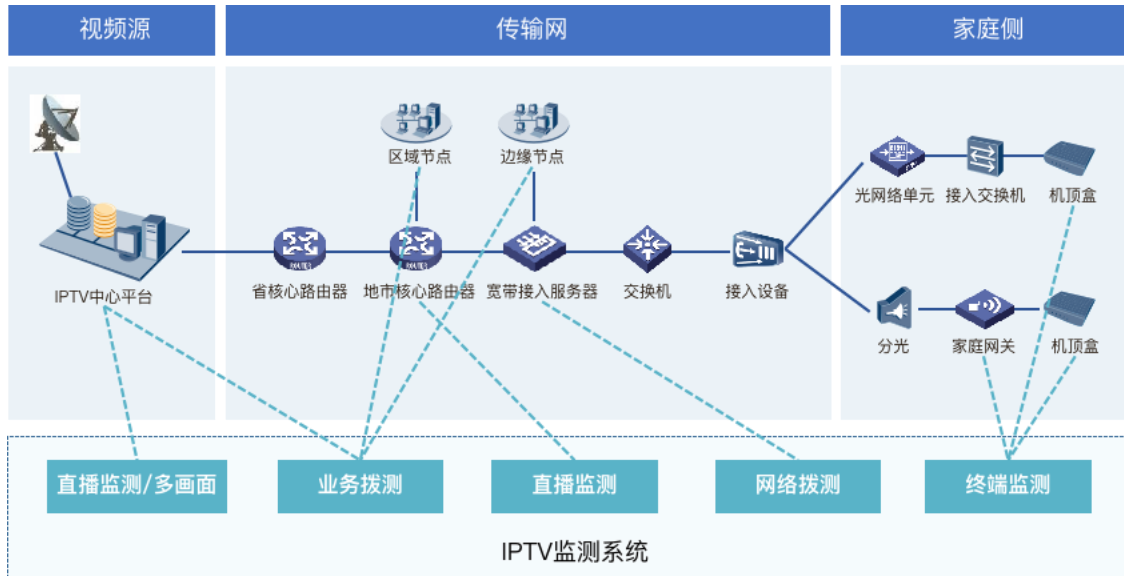 视频源
传输网
家庭侧
区域节点
边缘节点
光网络单元
接入交换机
机顶盒
IPTV中心平台
ROUTER
省核心路由器
ROUTER
地市核心路由器
宽带接入服务器
交换机
接入设备
分光
家庭网关
机顶盒
直播监测/多画面
业务拨测
直播监测
网络拨测
终端监测
IPTV监测系统